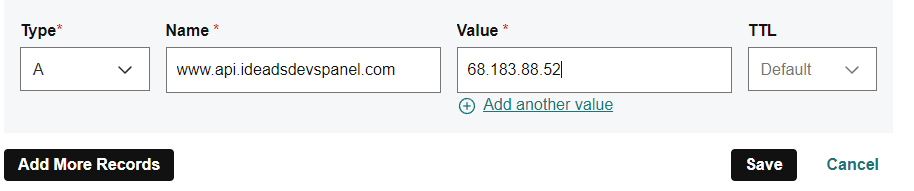 Type* Name * Value * TTL
A www.api.ideadsdevspanel.com 68.183.88.52 Default
Add another value
Add More Records Save Cancel